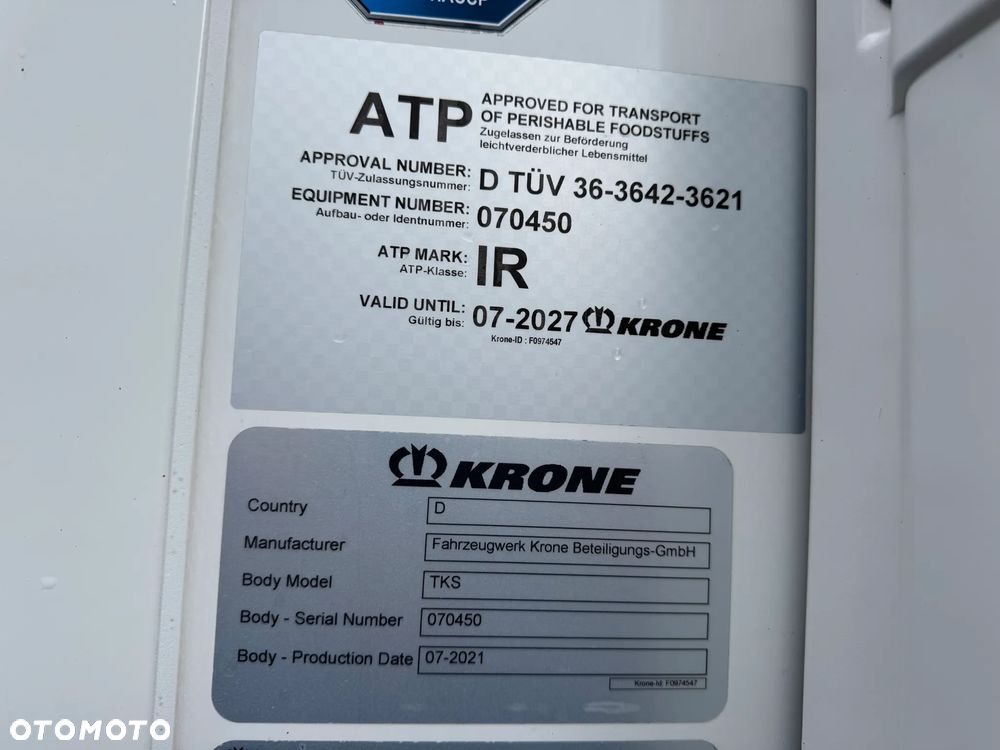 ATP APPROVED FOR TRANSPORT
OF PERISHABLE FOODSTUFFS
Zugelassen zur Beförderung
leichtverderblicher Lebensmittel
APPROVAL NUMBER: D TÜV 36-3642-3621
TÜV-Zulassungsnummer:
EQUIPMENT NUMBER: 070450
Aufbau- oder Identnummer:
ATP MARK: IR
ATP-Klasse:
VALID UNTIL: 07-2027 KRONE
Gültig bis:
Krone-ID : F0974547
KRONE
Country D
Manufacturer Fahrzeugwerk Krone Beteiligungs-GmbH
Body Model TKS
Body - Serial Number 070450
Body - Production Date 07-2021
Krone-Id: F0974547
OTOMOTO